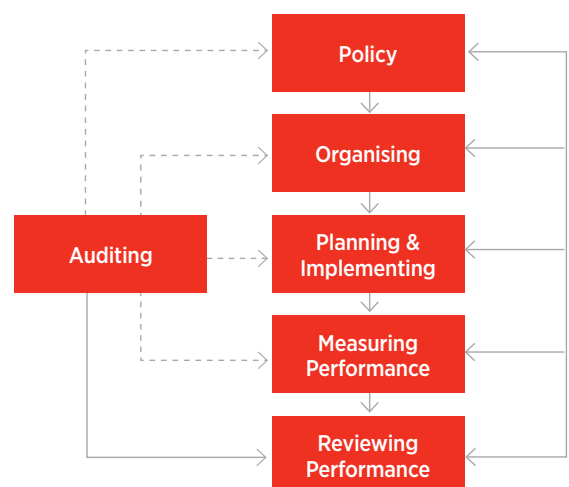 Policy
Organising
Auditing
Planning &
Implementing
Measuring
Performance
Reviewing
Performance